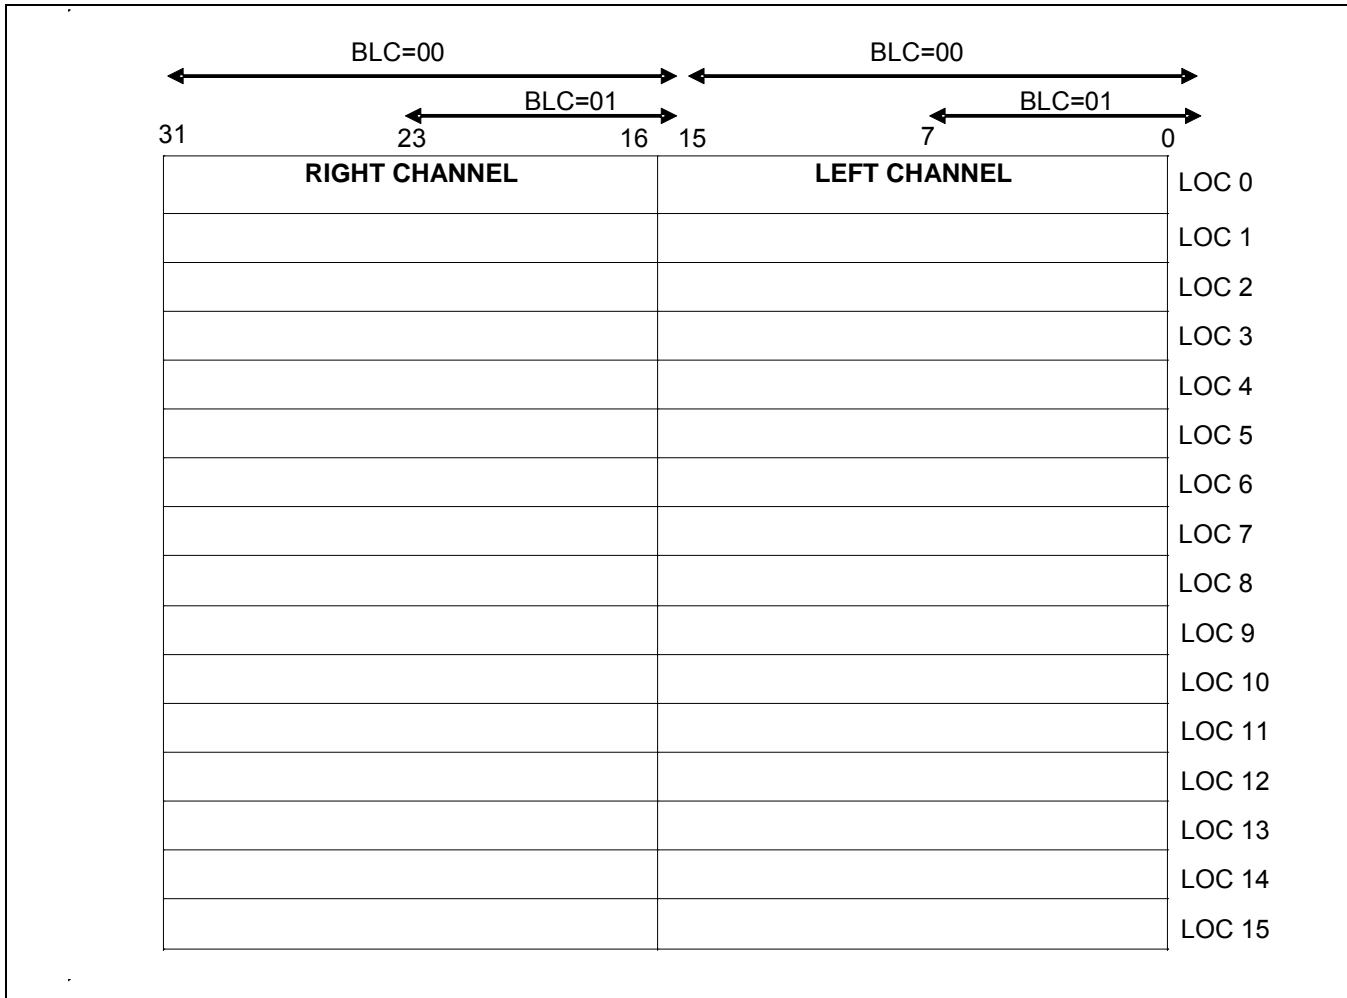 BLC=00 BLC=00
BLC=01 BLC=01
31 23 16 15 7 0
RIGHT CHANNEL LEFT CHANNEL LOC 0
LOC 1
LOC 2
LOC 3
LOC 4
LOC 5
LOC 6
LOC 7
LOC 8
LOC 9
LOC 10
LOC 11
LOC 12
LOC 13
LOC 14
LOC 15